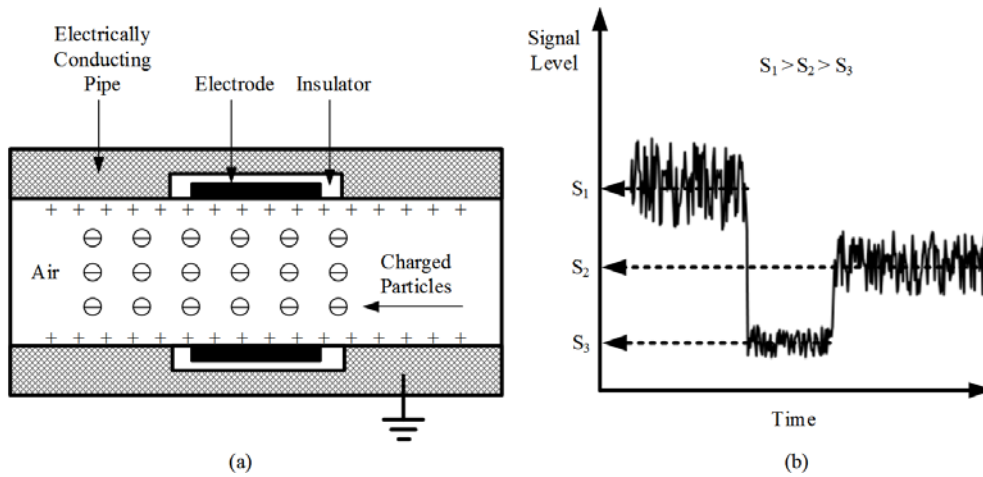 Electrically
Conducting
Pipe
Electrode
Insulator
+ + + + + + + + + + + + + + + + + +
Air
Charged
Particles
+ + + + + + + + + + + + + + + + + +
(a)
Signal
Level
S₁ > S₂ > S₃
S₁
S₂
S₃
Time
(b)